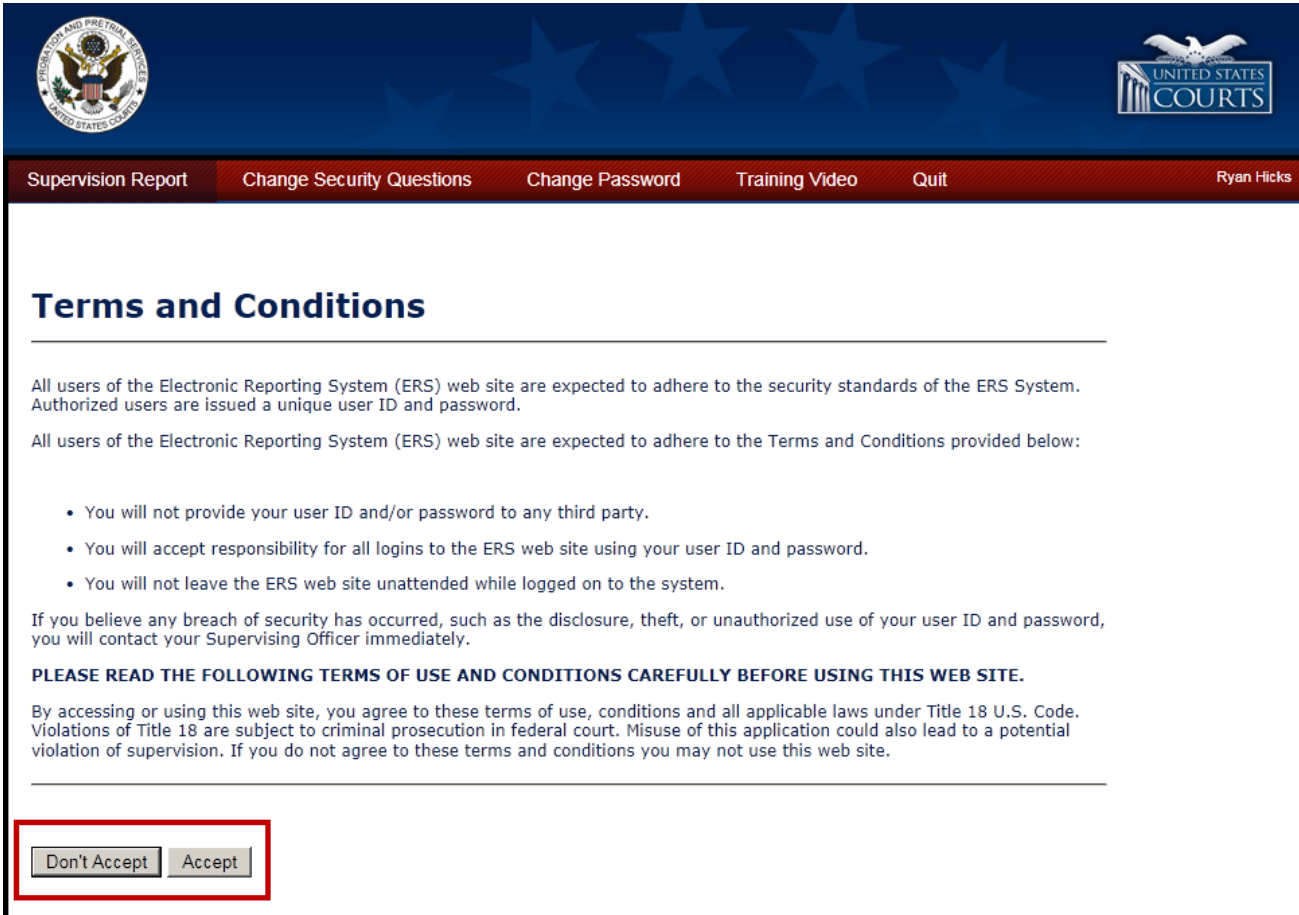 PROBATION AND PRETRIAL SERVICES
UNITED STATES COURTS
UNITED STATES
COURTS
Supervision Report Change Security Questions Change Password Training Video Quit Ryan Hicks
Terms and Conditions
All users of the Electronic Reporting System (ERS) web site are expected to adhere to the security standards of the ERS System.
Authorized users are issued a unique user ID and password.
All users of the Electronic Reporting System (ERS) web site are expected to adhere to the Terms and Conditions provided below:
• You will not provide your user ID and/or password to any third party.
• You will accept responsibility for all logins to the ERS web site using your user ID and password.
• You will not leave the ERS web site unattended while logged on to the system.
If you believe any breach of security has occurred, such as the disclosure, theft, or unauthorized use of your user ID and password,
you will contact your Supervising Officer immediately.
PLEASE READ THE FOLLOWING TERMS OF USE AND CONDITIONS CAREFULLY BEFORE USING THIS WEB SITE.
By accessing or using this web site, you agree to these terms of use, conditions and all applicable laws under Title 18 U.S. Code.
Violations of Title 18 are subject to criminal prosecution in federal court. Misuse of this application could also lead to a potential
violation of supervision. If you do not agree to these terms and conditions you may not use this web site.
Don't Accept Accept